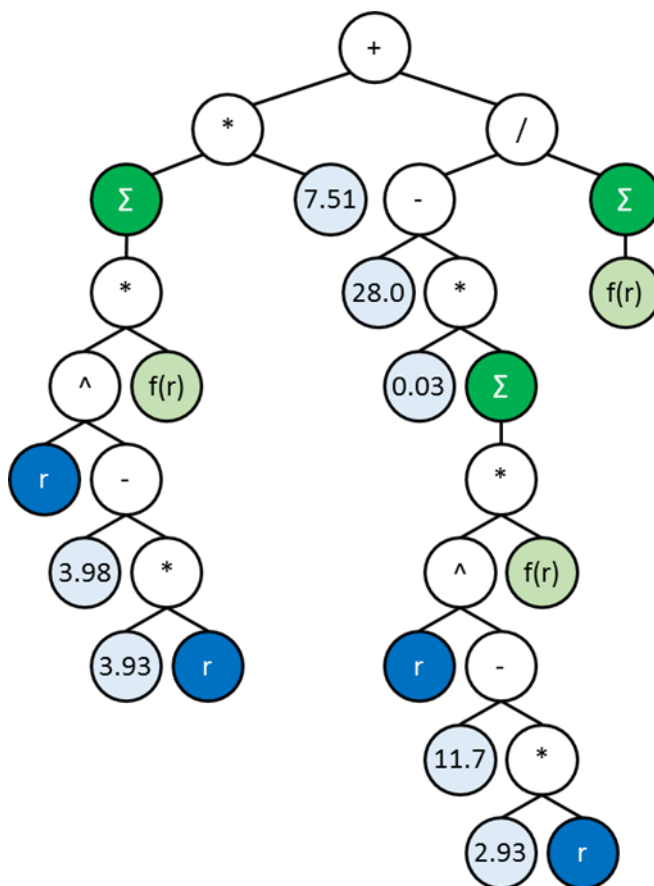 +
* /
Σ 7.51 - Σ
* 28.0 * f(r)
^ f(r) 0.03 Σ
r - *
3.98 * ^ f(r)
3.93 r r -
11.7 *
2.93 r